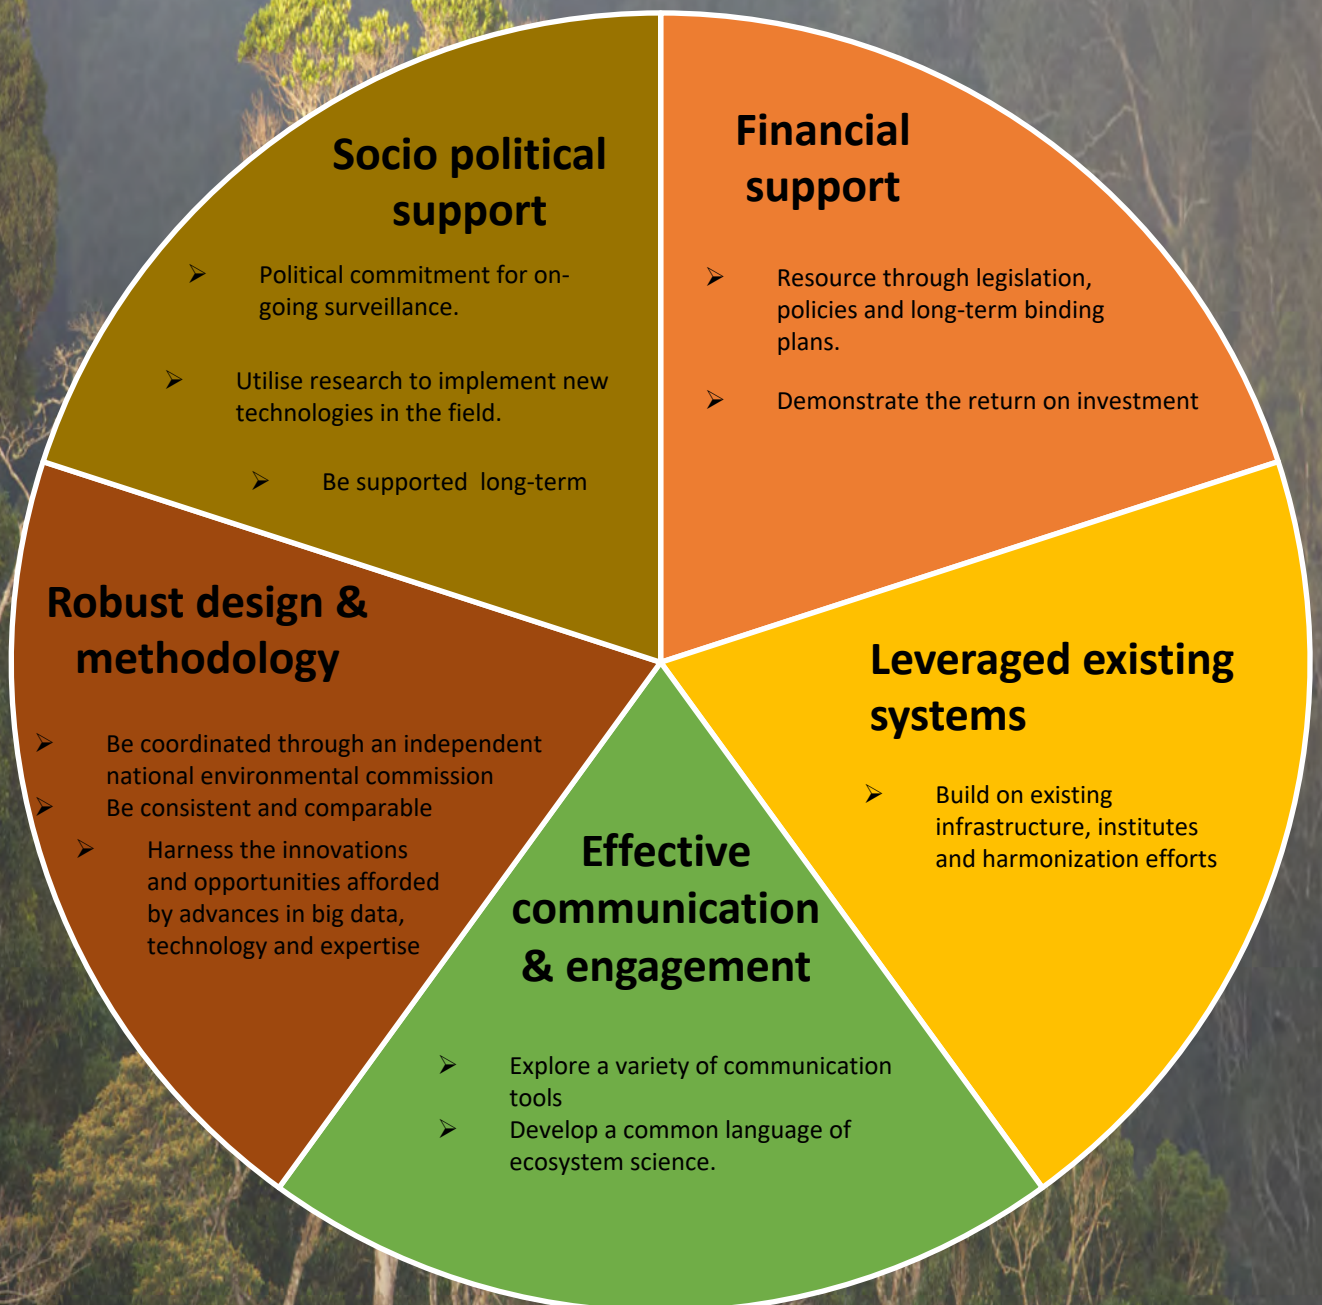 Socio political
support
➢ Political commitment for on-
going surveillance.
➢ Utilise research to implement new
technologies in the field.
➢ Be supported  long-term
Financial
support
➢ Resource through legislation,
policies and long-term binding
plans.
➢ Demonstrate the return on investment
Leveraged existing
systems
➢ Build on existing
infrastructure, institutes
and harmonization efforts
Effective
communication
& engagement
➢ Explore a variety of communication
tools
➢ Develop a common language of
ecosystem science.
Robust design &
methodology
➢ Be coordinated through an independent
national environmental commission
➢ Be consistent and comparable
➢ Harness the innovations
and opportunities afforded
by advances in big data,
technology and expertise